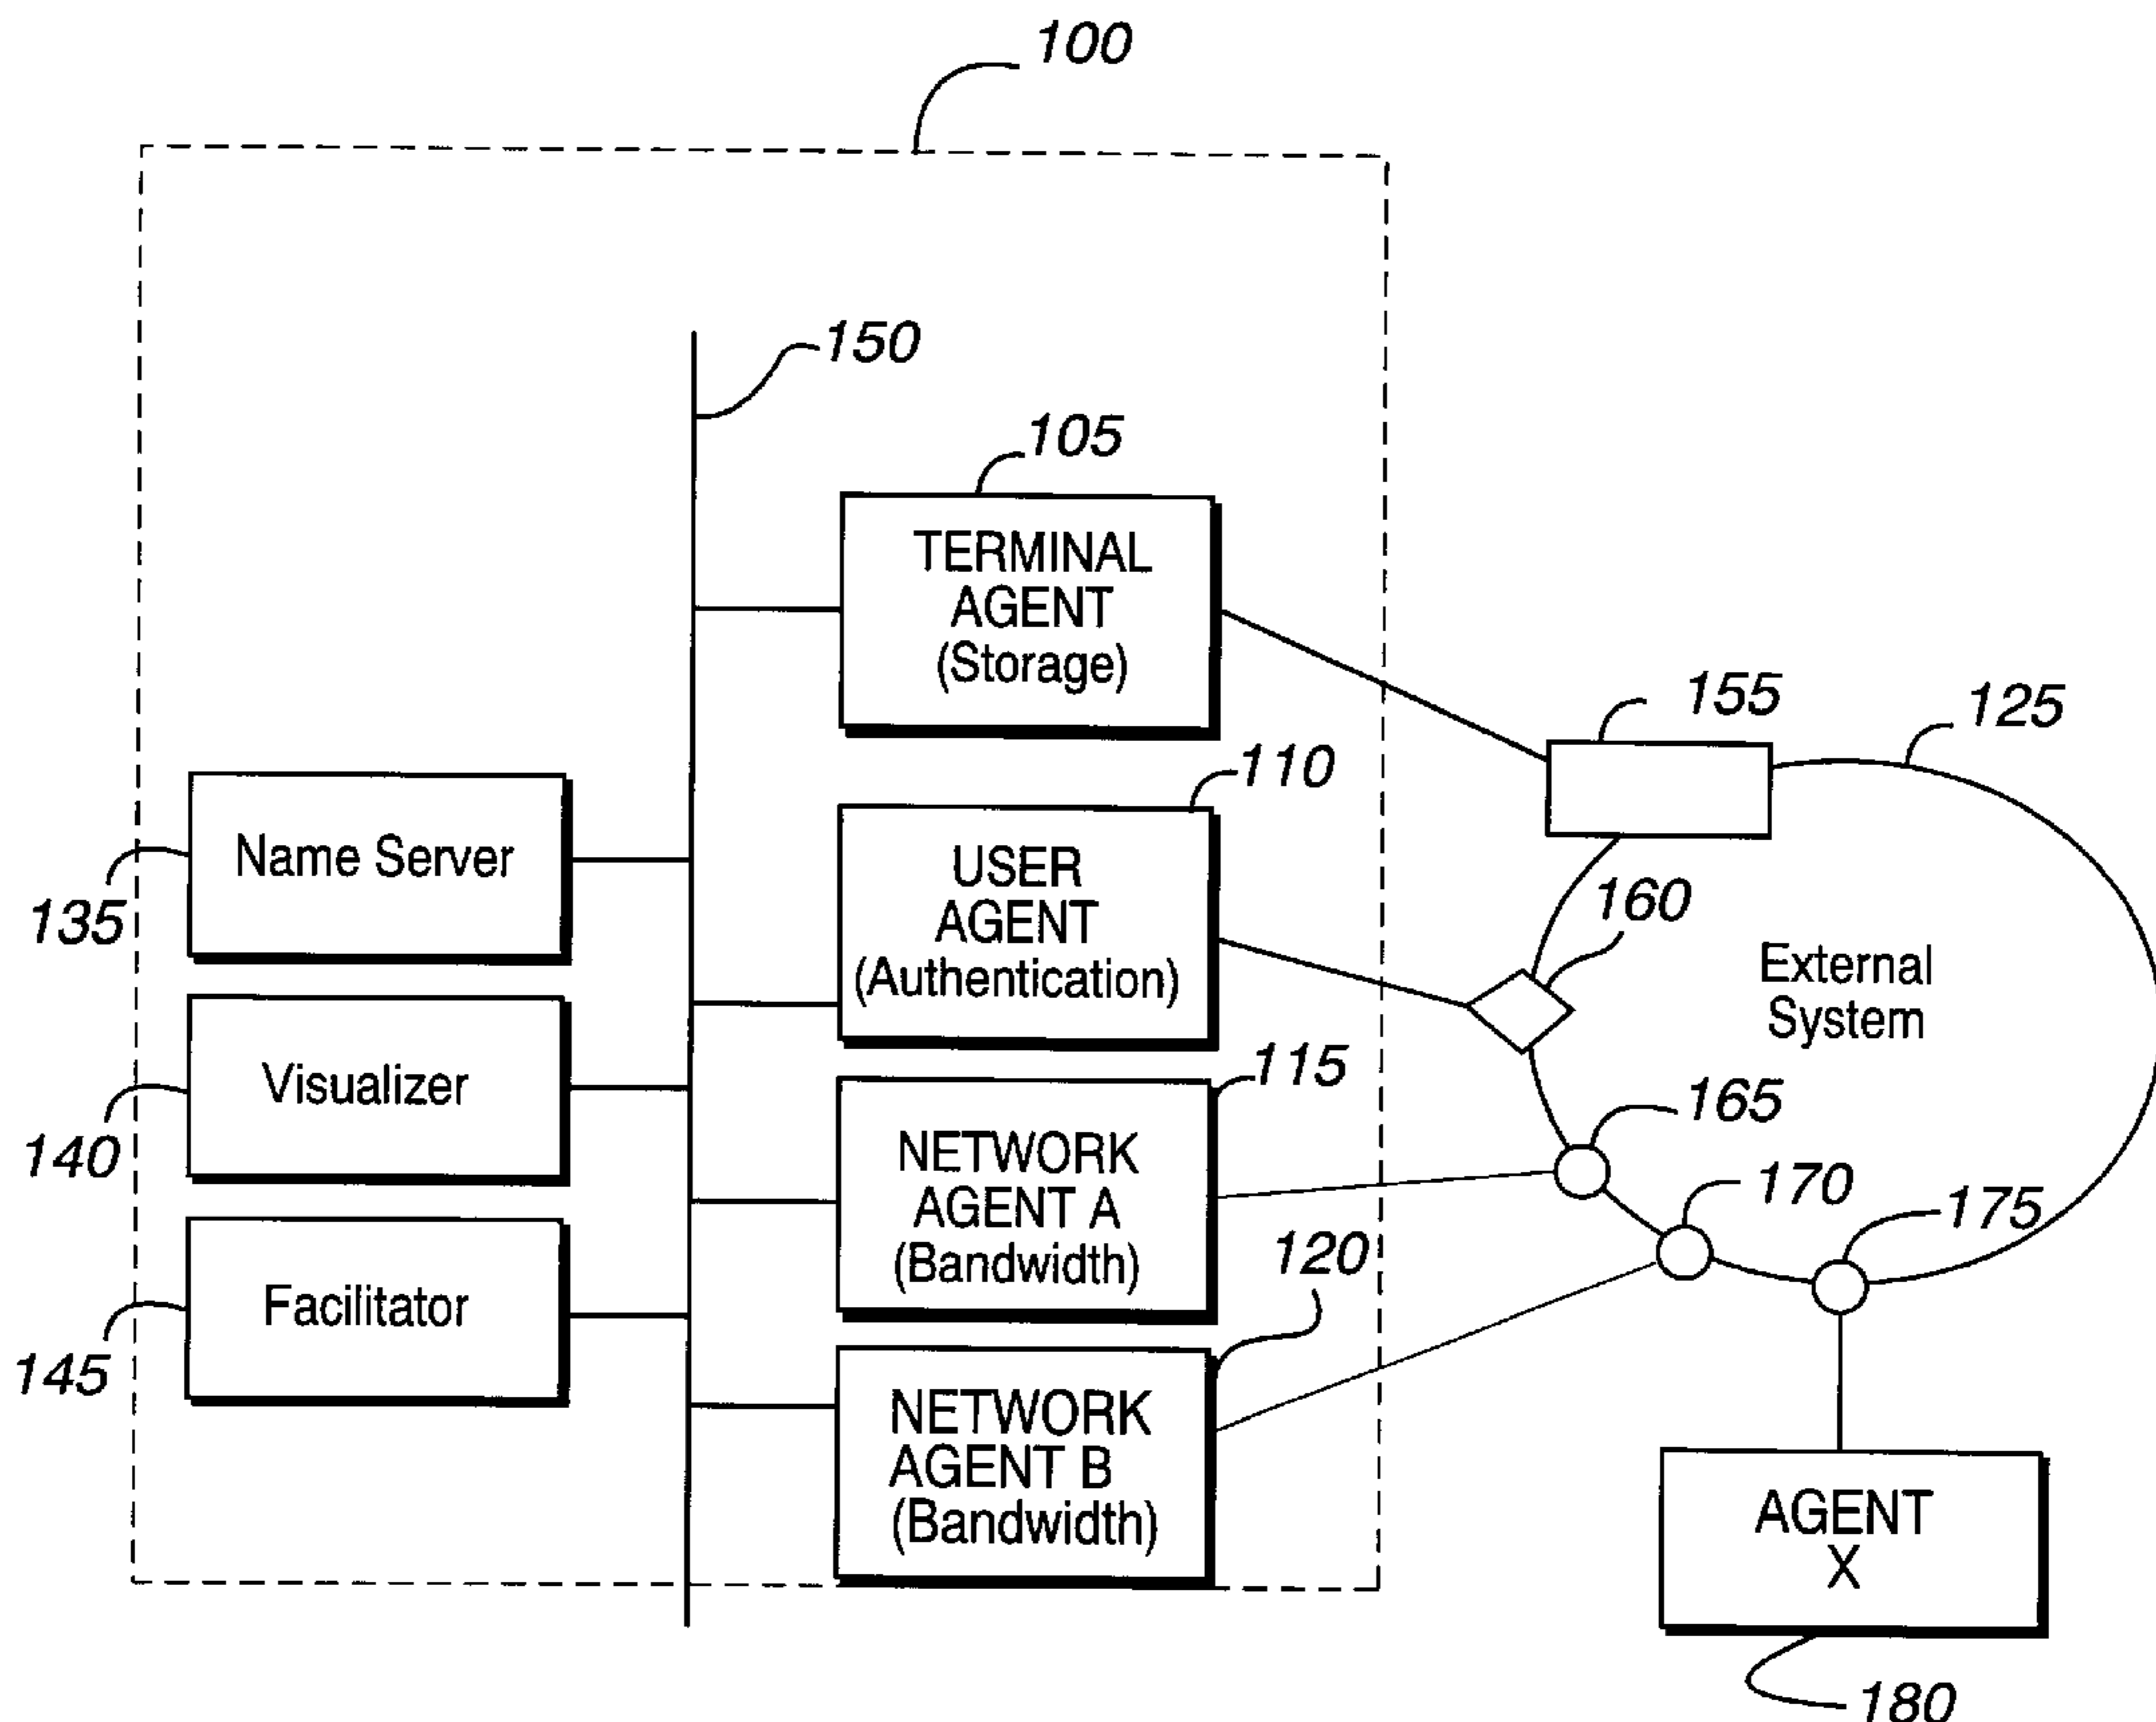 100
150
105
TERMINAL
AGENT
(Storage)
155
125
110
Name Server
135
USER
AGENT
(Authentication)
160
External
System
Visualizer
140
115
NETWORK
AGENT A
(Bandwidth)
165
170
175
120
Facilitator
145
NETWORK
AGENT B
(Bandwidth)
AGENT
X
180